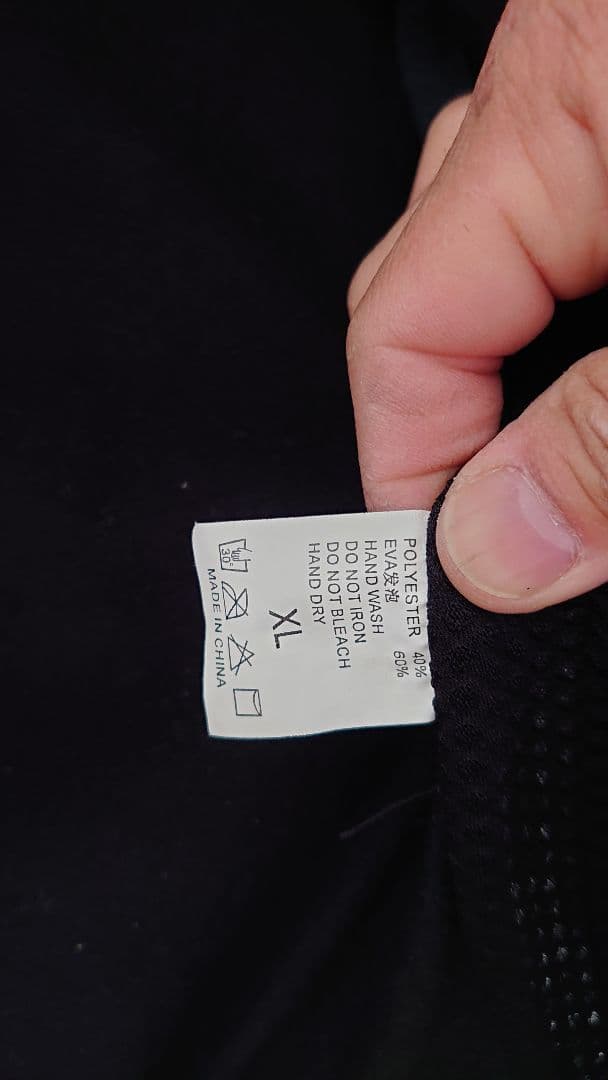 POLYESTER 40%
EVA发泡 60%
HAND WASH
DO NOT IRON
DO NOT BLEACH
HAND DRY
XL
30°
MADE IN CHINA